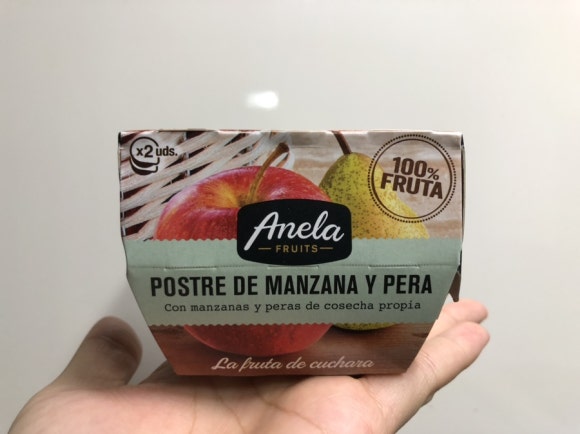 x2 uds.
100%
FRUTA
Anela
FRUITS
POSTRE DE MANZANA Y PERA
Con manzanas y peras de cosecha propia
La fruta de cuchara